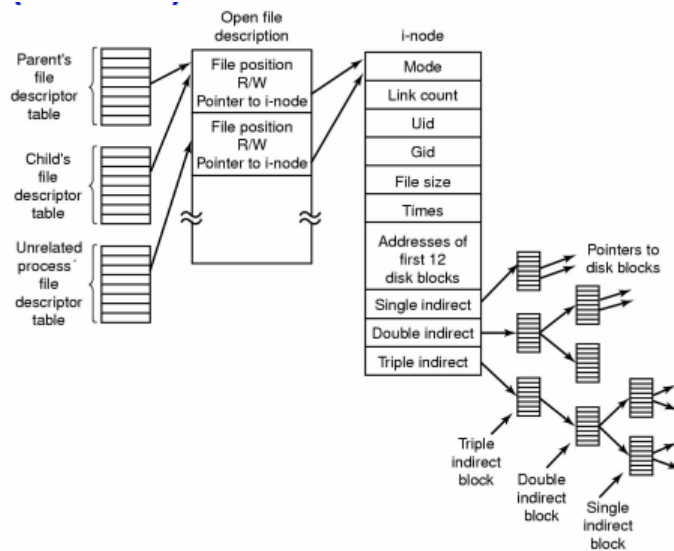 Open file
description
i-node
Parent's
file
descriptor
table
File position
R/W
Pointer to i-node
File position
R/W
Pointer to i-node
Child's
file
descriptor
table
Unrelated
process´
file
descriptor
table
Mode
Link count
Uid
Gid
File size
Times
Addresses of
first 12
disk blocks
Single indirect
Double indirect
Triple indirect
Pointers to
disk blocks
Triple
indirect
block
Double
indirect
block
Single
indirect
block